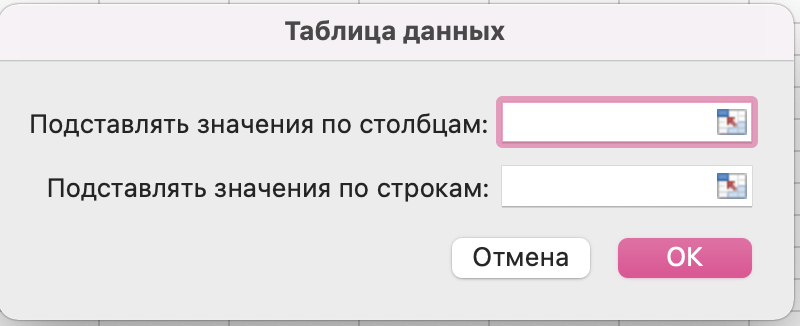 Таблица данных
Подставлять значения по столбцам:
Подставлять значения по строкам:
Отмена
OK